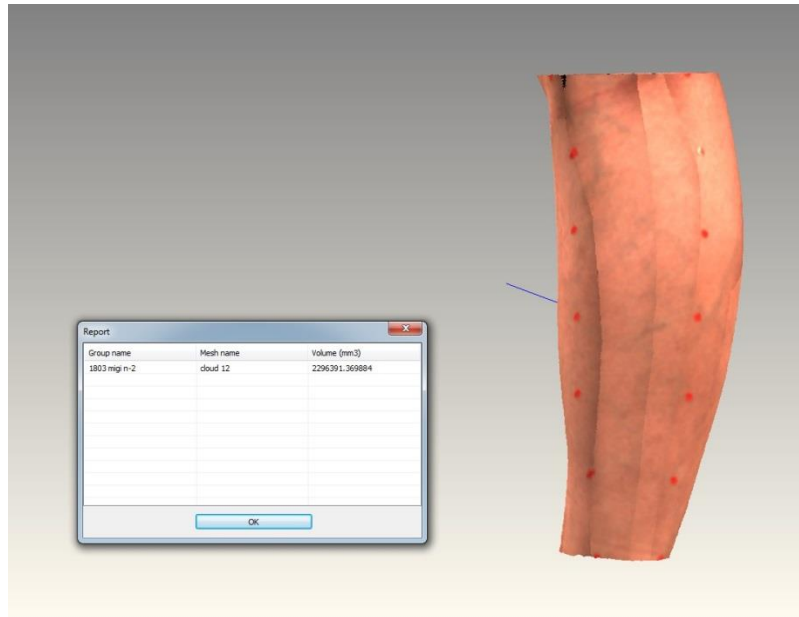 Report
Group name Mesh name Volume (mm3)
1803 migi n-2 cloud 12 2296391.369884
OK